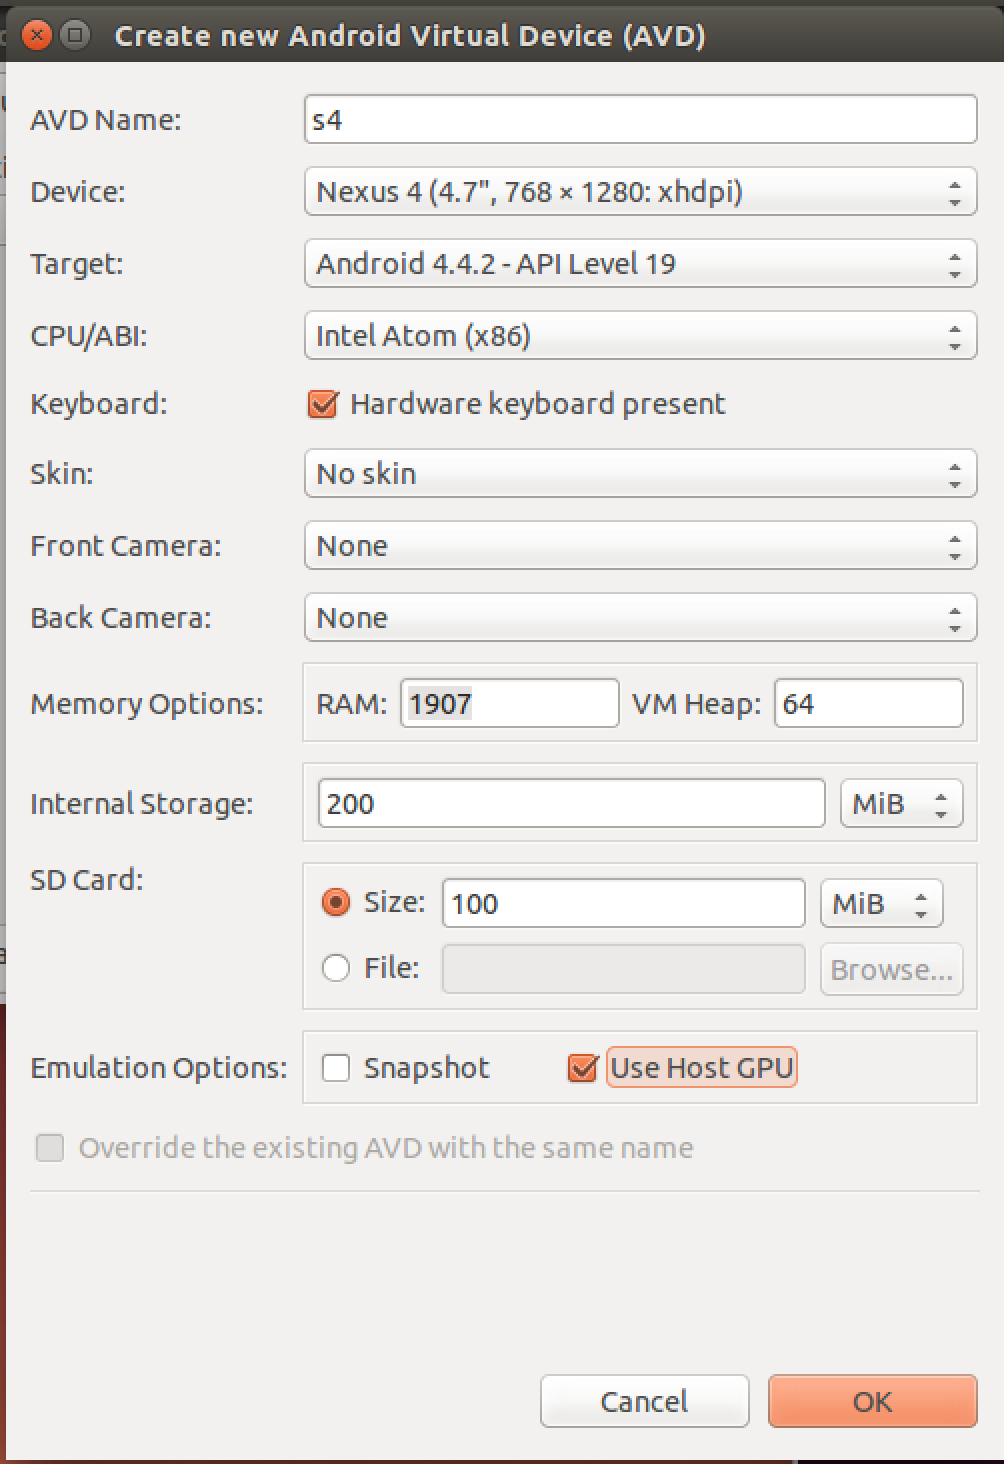 Create new Android Virtual Device (AVD)
AVD Name: s4
Device: Nexus 4 (4.7", 768 × 1280: xhdpi)
Target: Android 4.4.2 - API Level 19
CPU/ABI: Intel Atom (x86)
Keyboard: Hardware keyboard present
Skin: No skin
Front Camera: None
Back Camera: None
Memory Options: RAM: 1907 VM Heap: 64
Internal Storage: 200 MiB
SD Card:
Size: 100 MiB
File: Browse...
Emulation Options: Snapshot Use Host GPU
Override the existing AVD with the same name
Cancel OK